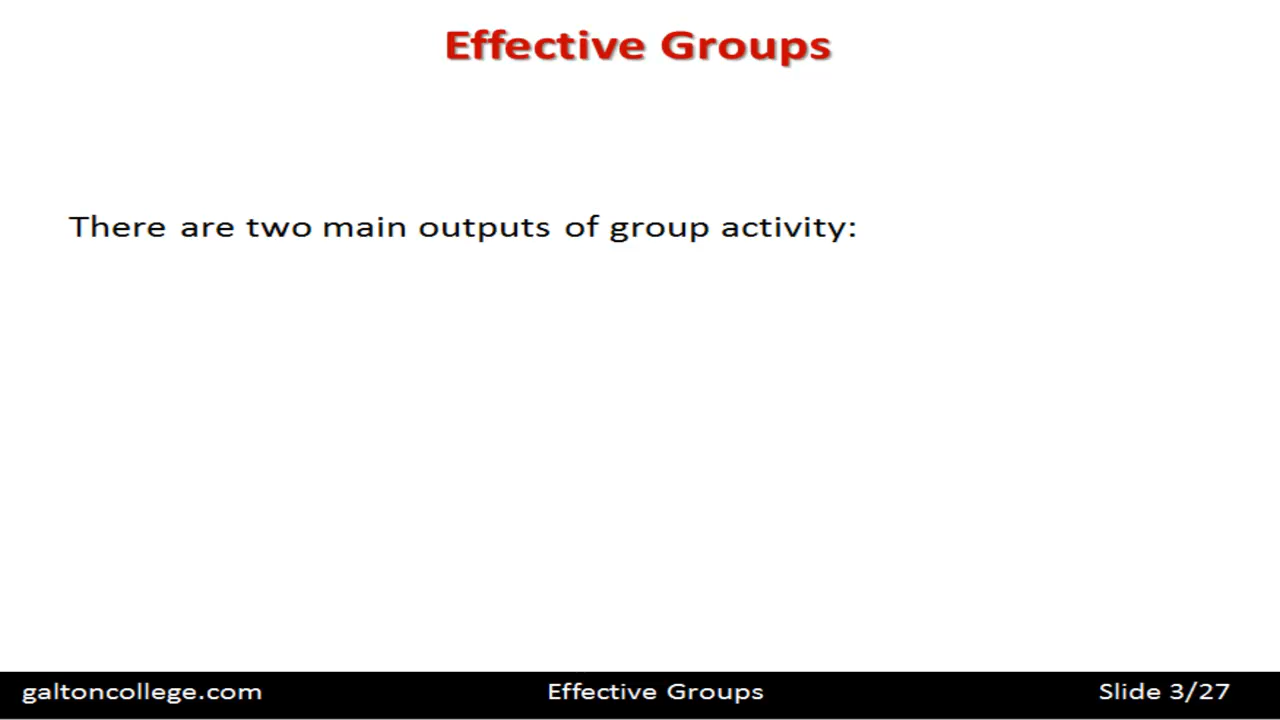 Effective Groups
There are two main outputs of group activity:
galtoncollege.com
Effective Groups
Slide 3/27